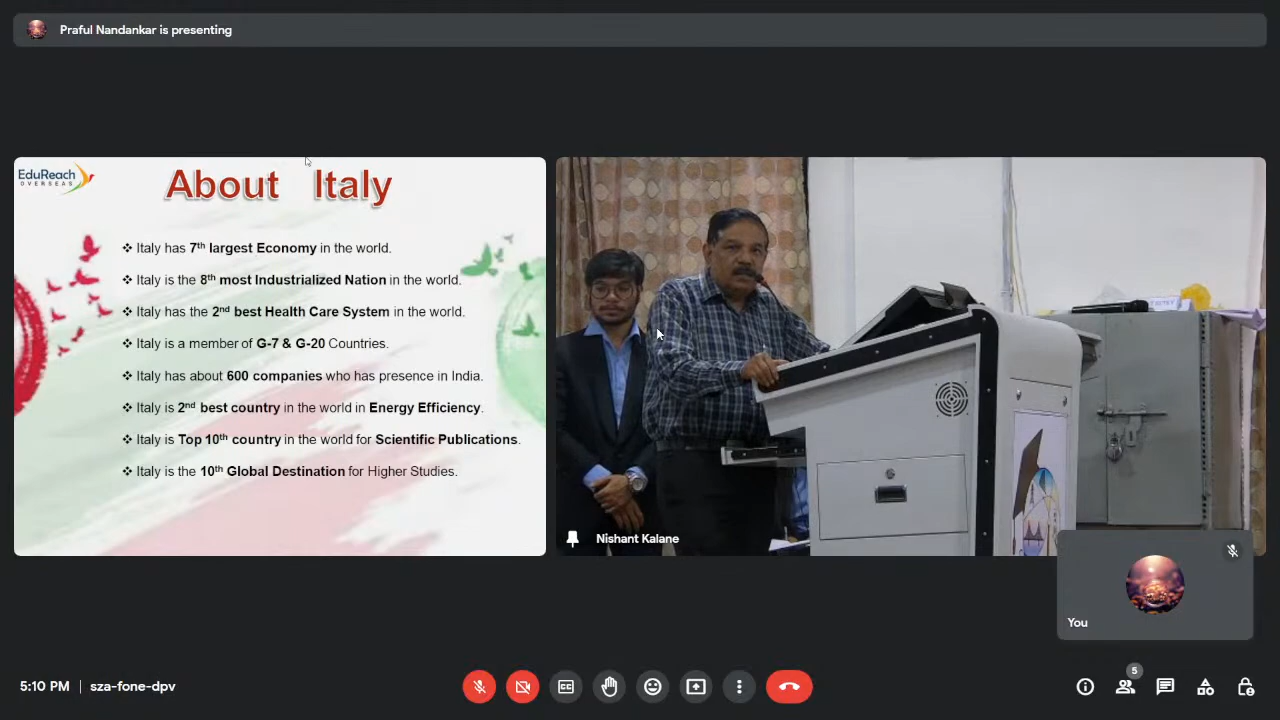 Praful Nandankar is presenting
EduReach
OVERSEAS
About Italy
❖ Italy has 7th largest Economy in the world.
❖ Italy is the 8th most Industrialized Nation in the world.
❖ Italy has the 2nd best Health Care System in the world.
❖ Italy is a member of G-7 & G-20 Countries.
❖ Italy has about 600 companies who has presence in India.
❖ Italy is 2nd best country in the world in Energy Efficiency.
❖ Italy is Top 10th country in the world for Scientific Publications.
❖ Italy is the 10th Global Destination for Higher Studies.
Nishant Kalane
You
5:10 PM | sza-fone-dpv
5